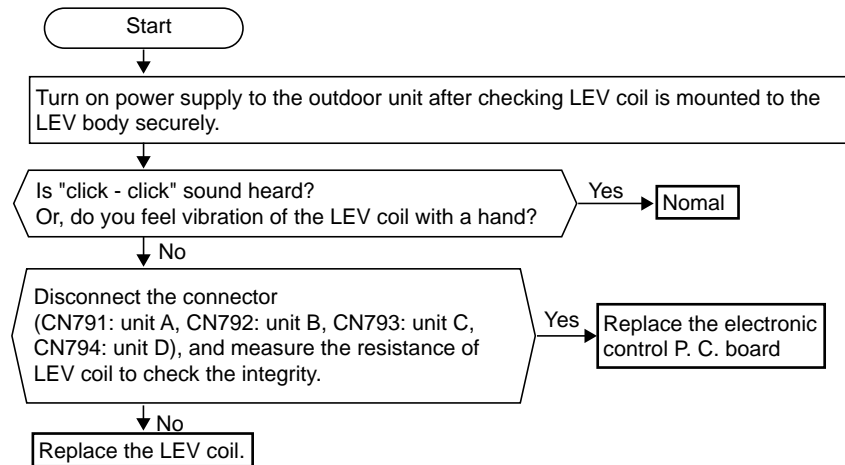 Start
Turn on power supply to the outdoor unit after checking LEV coil is mounted to the
LEV body securely.
Is "click - click" sound heard?
Or, do you feel vibration of the LEV coil with a hand?
Yes
Nomal
No
Disconnect the connector
(CN791: unit A, CN792: unit B, CN793: unit C,
CN794: unit D), and measure the resistance of
LEV coil to check the integrity.
Yes
Replace the electronic
control P. C. board
No
Replace the LEV coil.